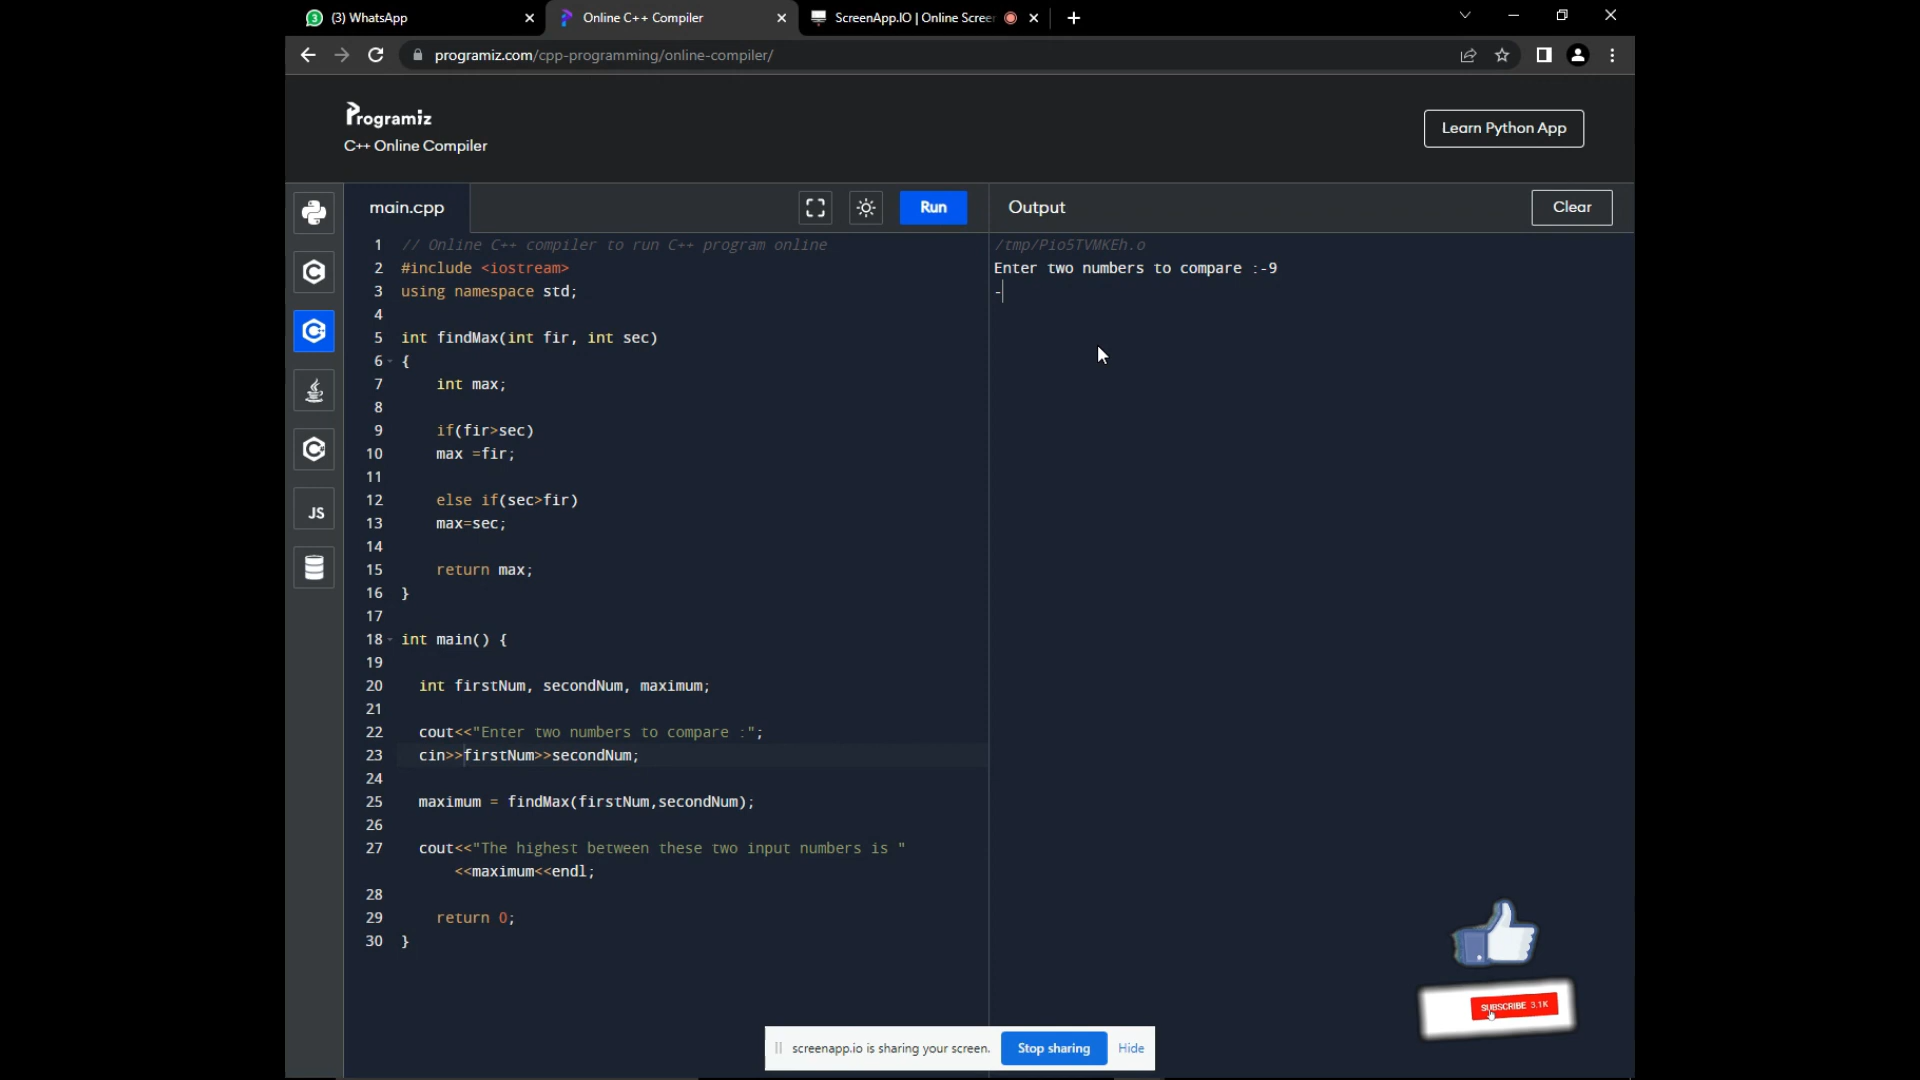 (3) WhatsApp
Online C++ Compiler
ScreenApp.IO | Online Screen
programiz.com/cpp-programming/online-compiler/
Programiz
C++ Online Compiler
Learn Python App
main.cpp
Run
Output
Clear
1 // Online C++ compiler to run C++ program online
2 #include <iostream>
3 using namespace std;
4
5 int findMax(int fir, int sec)
6 {
7 int max;
8
9 if(fir>sec)
10 max =fir;
11
12 else if(sec>fir)
13 max=sec;
14
15 return max;
16 }
17
18 int main() {
19
20 int firstNum, secondNum, maximum;
21
22 cout<<"Enter two numbers to compare :";
23 cin>>firstNum>>secondNum;
24
25 maximum = findMax(firstNum,secondNum);
26
27 cout<<"The highest between these two input numbers is "
<<maximum<<endl;
28
29 return 0;
30 }
/tmp/Pio5TVMKEh.o
Enter two numbers to compare :-9
-
JS
SUBSCRIBE 3.1K
screenapp.io is sharing your screen.
Stop sharing
Hide